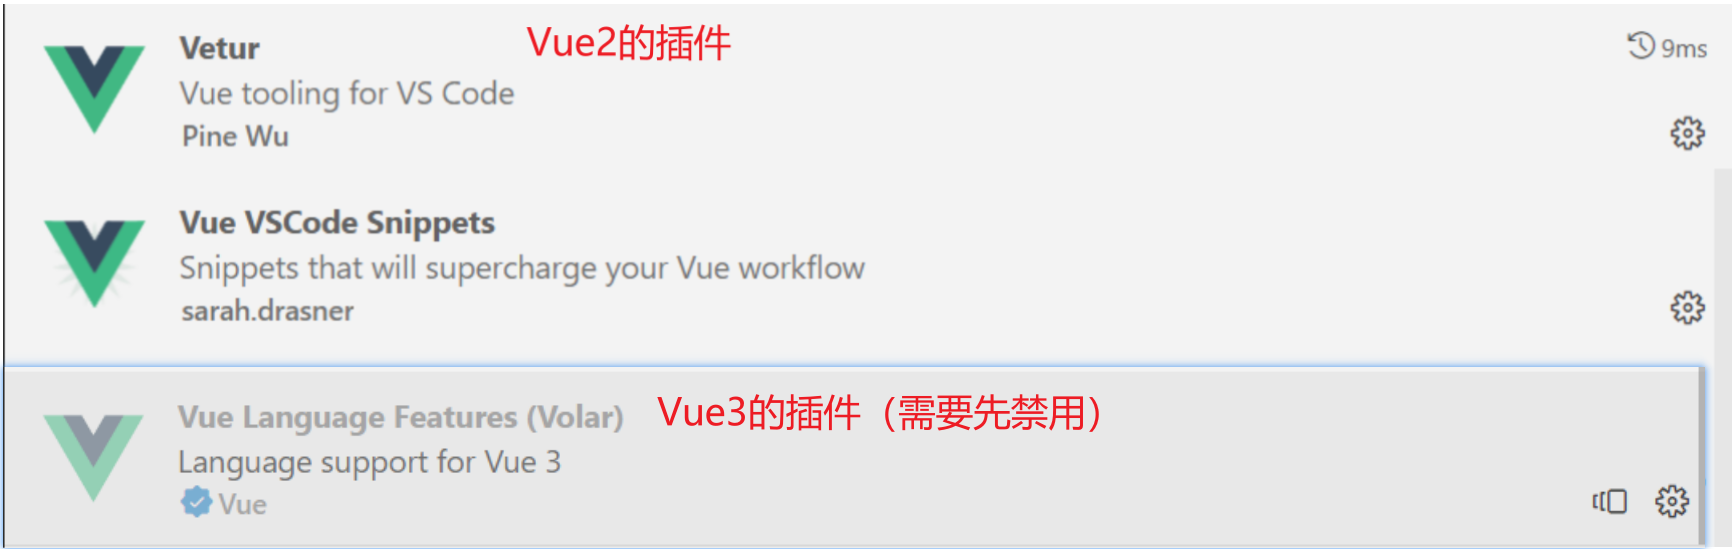 Vetur
Vue2的插件
9ms
Vue tooling for VS Code
Pine Wu
Vue VSCode Snippets
Snippets that will supercharge your Vue workflow
sarah.drasner
Vue Language Features (Volar)
Vue3的插件（需要先禁用）
Language support for Vue 3
Vue